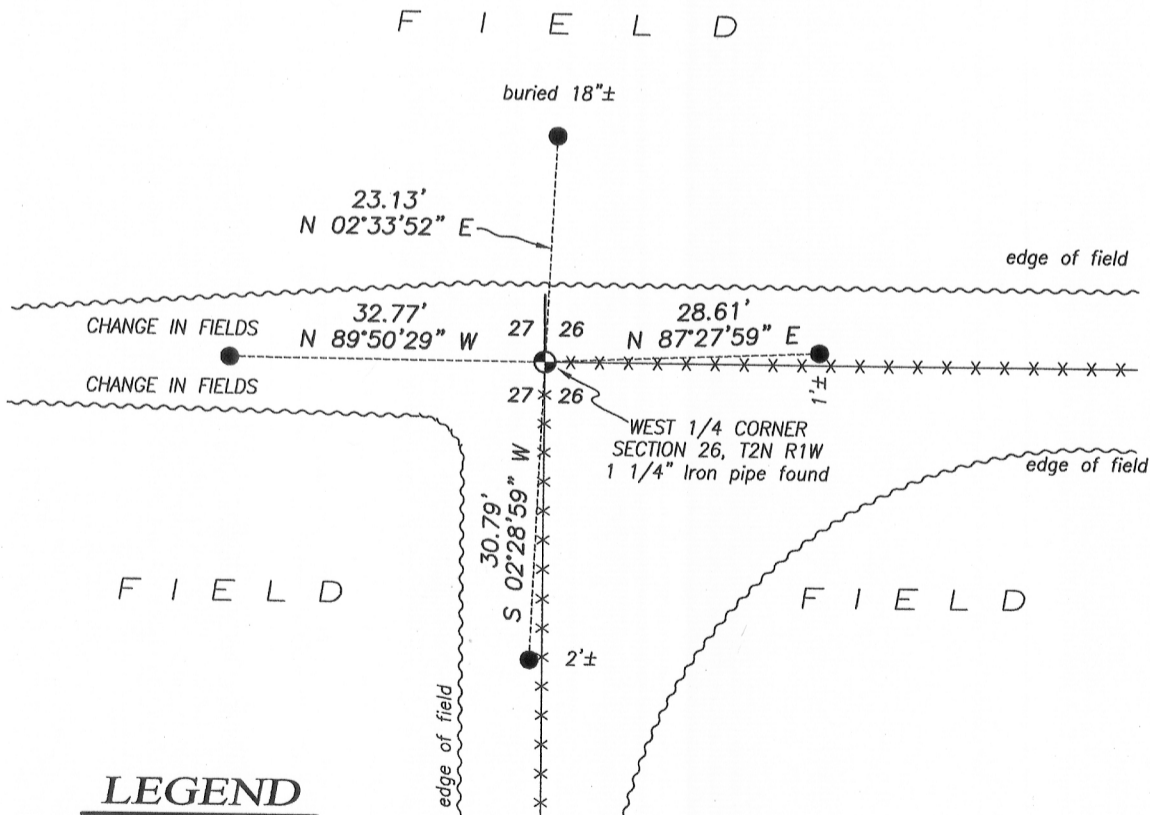 F I E L D
buried 18"±
23.13'
N 02°33'52" E
edge of field
CHANGE IN FIELDS
32.77'
N 89°50'29" W
27 26
28.61'
N 87°27'59" E
CHANGE IN FIELDS
27 26
1'±
WEST 1/4 CORNER
SECTION 26, T2N R1W
1 1/4" Iron pipe found
edge of field
30.79'
S 02°28'59" W
F I E L D
F I E L D
2'±
edge of field
LEGEND